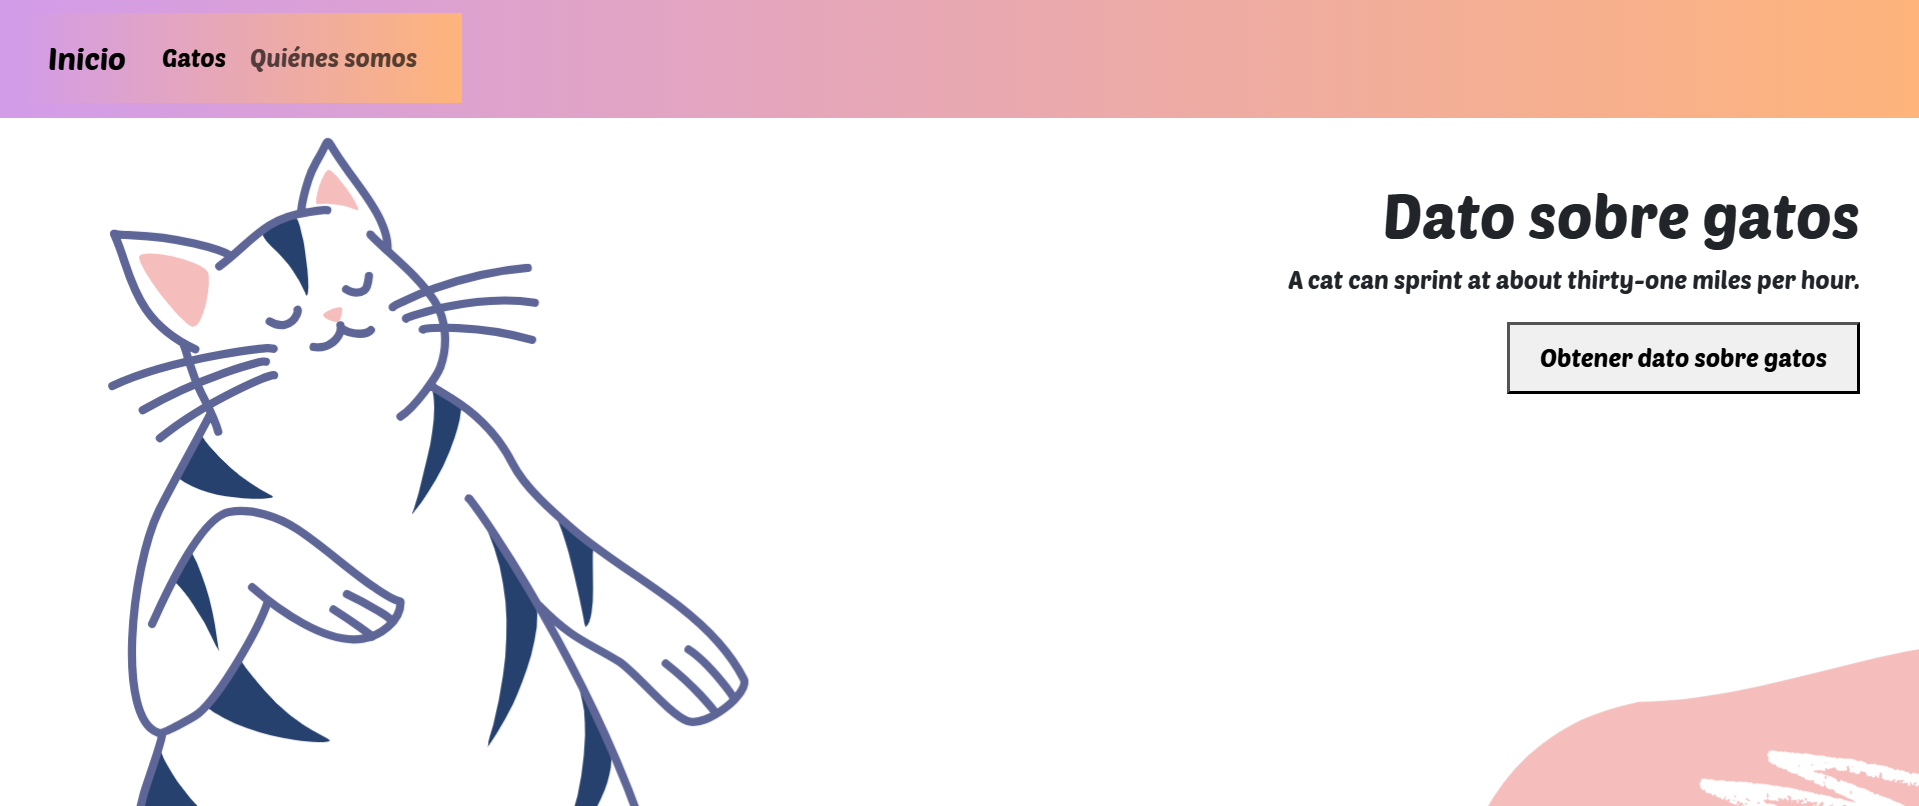 Inicio Gatos Quiénes somos
Dato sobre gatos
A cat can sprint at about thirty-one miles per hour.
Obtener dato sobre gatos